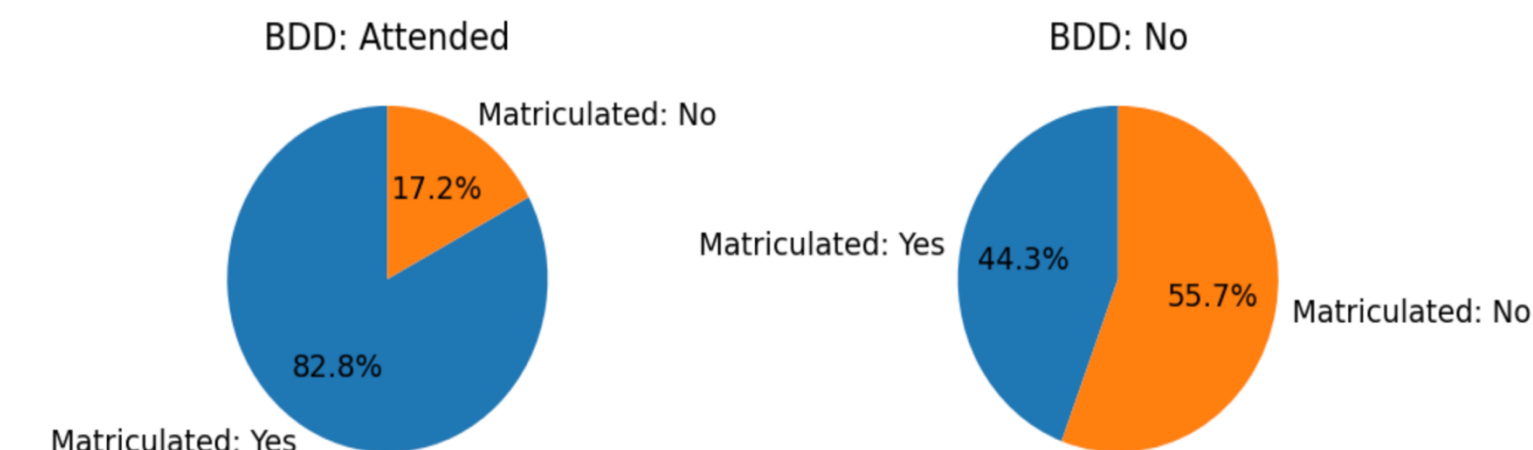 BDD: Attended
Matriculated: No
17.2%
82.8%
Matriculated: Yes
BDD: No
Matriculated: Yes
44.3%
55.7%
Matriculated: No